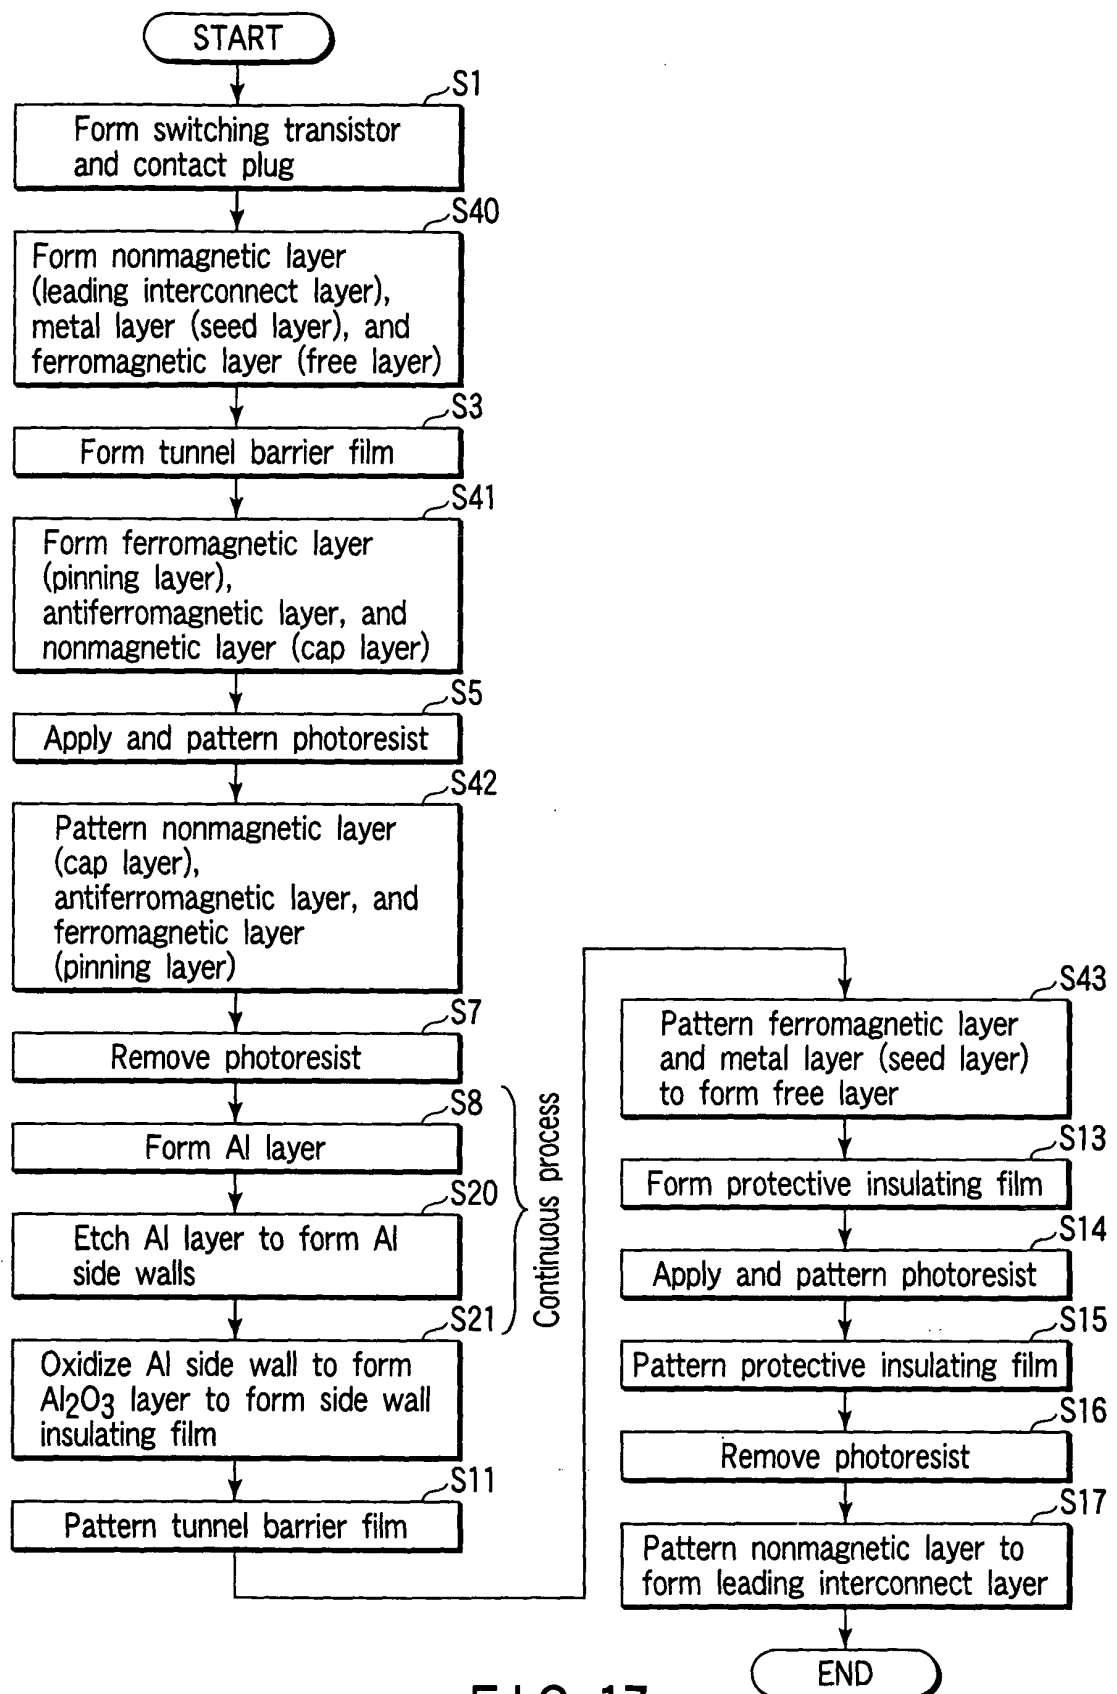 START
S1
Form switching transistor
and contact plug
S40
Form nonmagnetic layer
(leading interconnect layer),
metal layer (seed layer), and
ferromagnetic layer (free layer)
S3
Form tunnel barrier film
S41
Form ferromagnetic layer
(pinning layer),
antiferromagnetic layer, and
nonmagnetic layer (cap layer)
S5
Apply and pattern photoresist
S42
Pattern nonmagnetic layer
(cap layer),
antiferromagnetic layer, and
ferromagnetic layer
(pinning layer)
S7
Remove photoresist
S8
Form Al layer
S20
Etch Al layer to form Al
side walls
S21
Oxidize Al side wall to form
Al2O3 layer to form side wall
insulating film
Continuous process
S11
Pattern tunnel barrier film
S43
Pattern ferromagnetic layer
and metal layer (seed layer)
to form free layer
S13
Form protective insulating film
S14
Apply and pattern photoresist
S15
Pattern protective insulating film
S16
Remove photoresist
S17
Pattern nonmagnetic layer to
form leading interconnect layer
END
FIG. 17